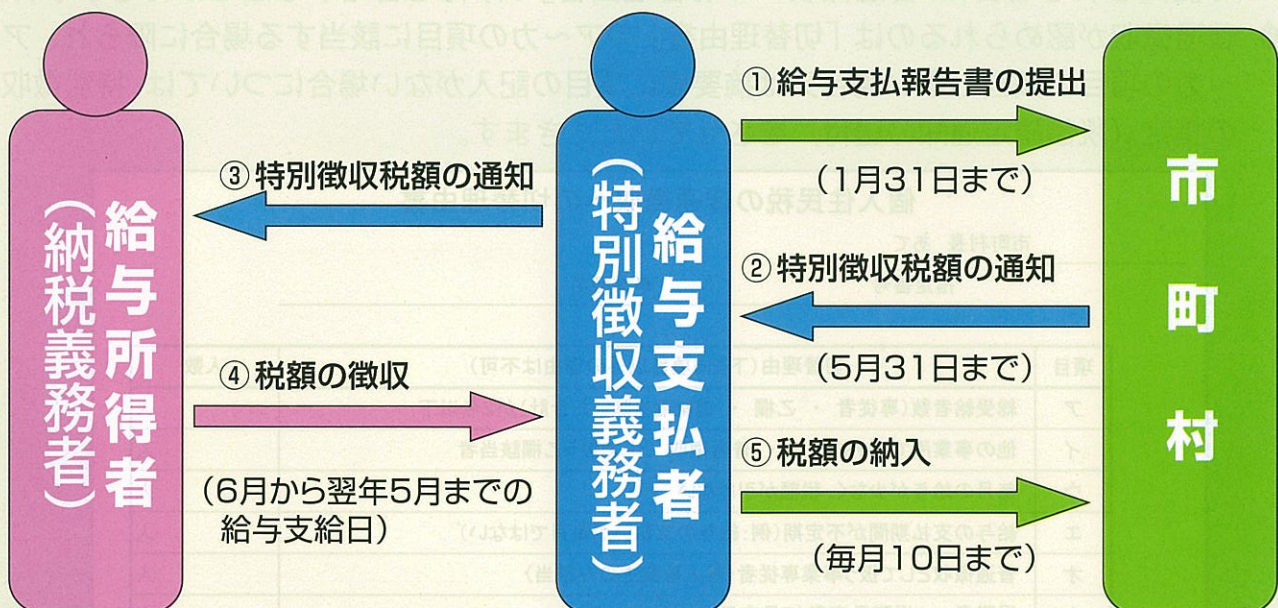 ①給与支払報告書の提出
(1月31日まで)
③特別徴収税額の通知
②特別徴収税額の通知
(5月31日まで)
④税額の徴収
(6月から翌年5月までの
給与支給日)
⑤税額の納入
(毎月10日まで)
給与所得者
(納税義務者)
給与支払者
(特別徴収義務者)
市町村